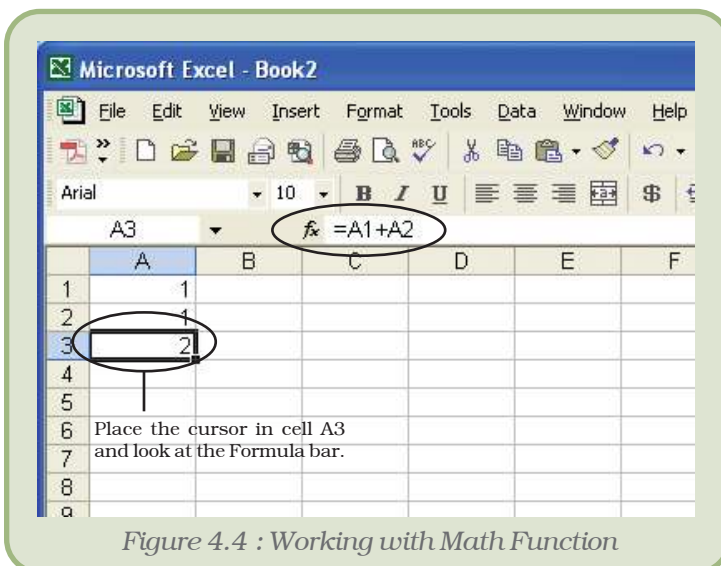 Microsoft Excel - Book2
File Edit View Insert Format Tools Data Window Help
ABC
Arial 10 B I U $
A3 fx =A1+A2
A B C D E F
1 1
2 1
3 2
4
5
6 Place the cursor in cell A3
7 and look at the Formula bar.
8
9
Figure 4.4 : Working with Math Function